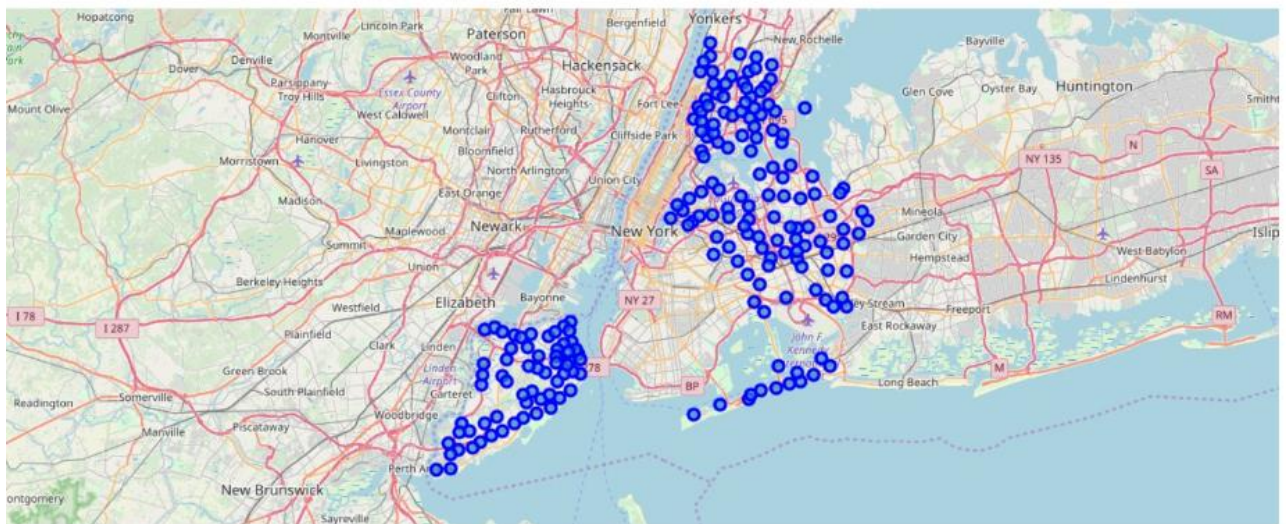 Hopatcong
Lincoln Park
Fair Lawn
Yonkers
Montville
Paterson
Bergenfield
New Rochelle
Bayville
Dover
Denville
Woodland
Park
Hackensack
Parsippany
Troy Hills
Essex County
Airport
West Caldwell
Clifton
Hasbrouck
Heights
Fort Lee
Glen Cove
Oyster Bay
Huntington
Mount Olive
Hanover
Montclair
Rutherford
Cliffside Park
Morristown
Livingston
Bloomfield
North Arlington
Union City
N
NY 135
SA
Madison
East Orange
Summit
Maplewood
Newark
New York
Mineola
Garden City
Hempstead
West Babylon
Islip
Berkeley Heights
Union
Lindenhurst
Westfield
Elizabeth
Bayonne
NY 27
Freeport
I 78
I 287
Plainfield
Clark
Linden
East Rockaway
RM
John F.
Green Brook
Linden
Airport
278
BP
Long Beach
M
Readington
Somerville
South Plainfield
Carteret
Manville
Piscataway
Woodbridge
New Brunswick
Sayreville